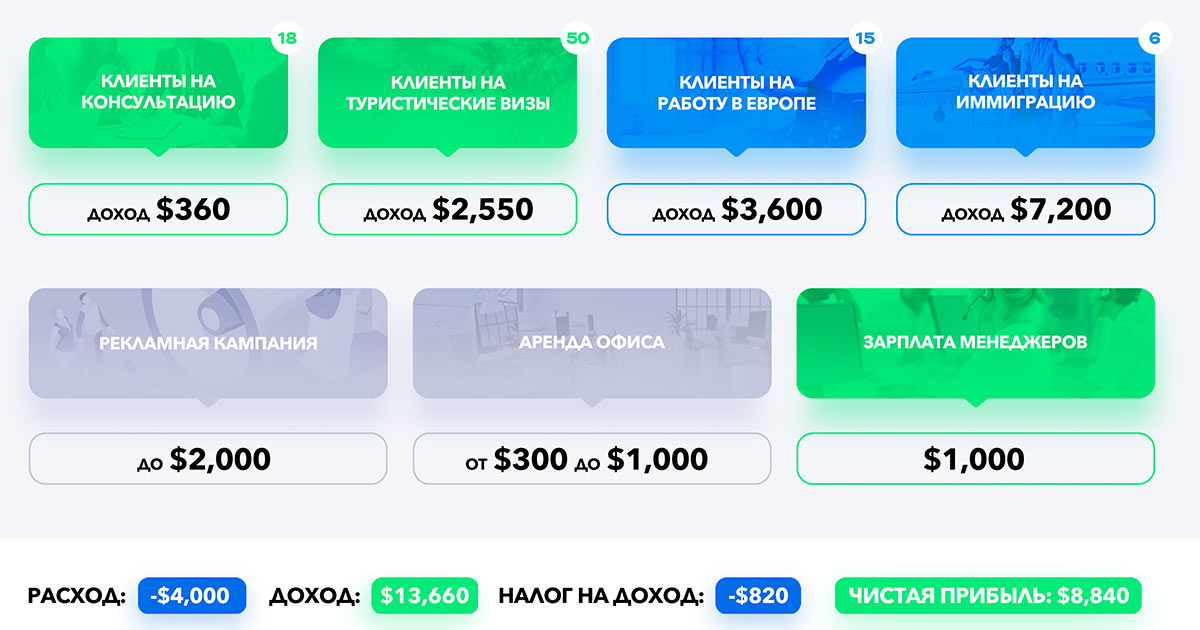 18
50
15
6
КЛИЕНТЫ НА
КОНСУЛЬТАЦИЮ
КЛИЕНТЫ НА
ТУРИСТИЧЕСКИЕ ВИЗЫ
КЛИЕНТЫ НА
РАБОТУ В ЕВРОПЕ
КЛИЕНТЫ НА
ИММИГРАЦИЮ
ДОХОД $360
ДОХОД $2,550
ДОХОД $3,600
ДОХОД $7,200
РЕКЛАМНАЯ КАМПАНИЯ
АРЕНДА ОФИСА
ЗАРПЛАТА МЕНЕДЖЕРОВ
ДО $2,000
ОТ $300 ДО $1,000
$1,000
РАСХОД: -$4,000 ДОХОД: $13,660 НАЛОГ НА ДОХОД: -$820 ЧИСТАЯ ПРИБЫЛЬ: $8,840